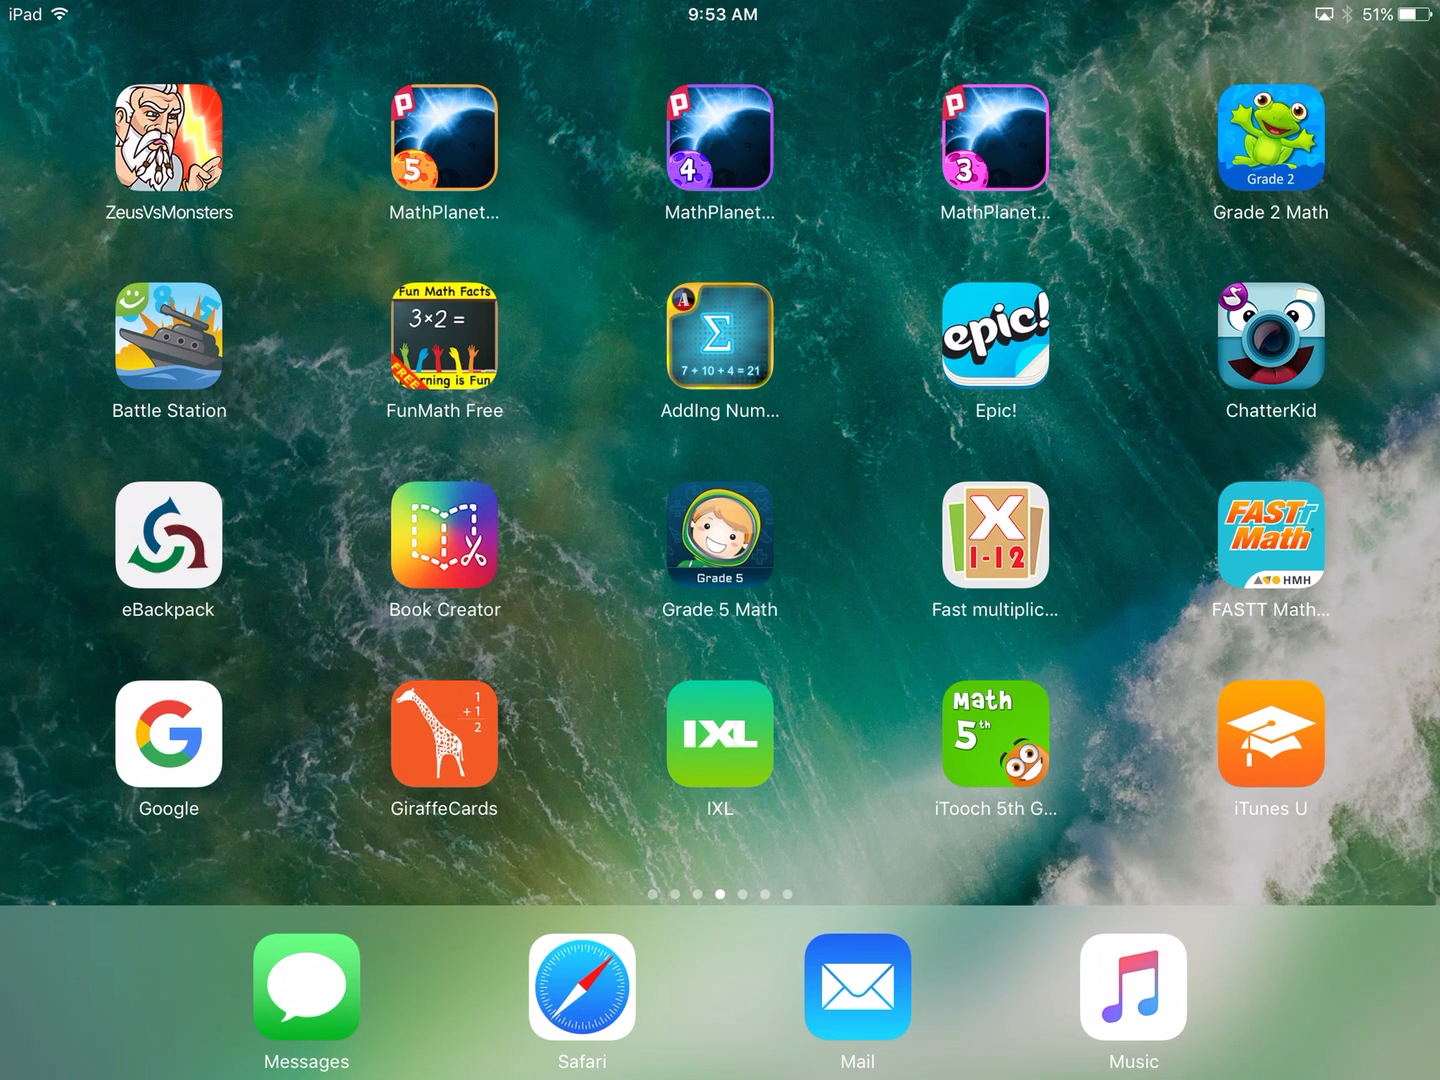 iPad
9:53 AM
51%
P
5
P
4
P
3
Grade 2
ZeusVsMonsters
MathPlanet...
MathPlanet...
MathPlanet...
Grade 2 Math
8 5
Fun Math Facts
3×2 =
FREE
rning is Fun
A
Σ
7 + 10 + 4 = 21
epic!
Battle Station
FunMath Free
AddIng Num...
Epic!
ChatterKid
Grade 5
X
1-12
FASTT
Math
HMH
eBackpack
Book Creator
Grade 5 Math
Fast multiplic...
FASTT Math...
G
1
+ 1
2
IXL
Math
5th
Google
GiraffeCards
IXL
iTooch 5th G...
iTunes U
Messages
Safari
Mail
Music